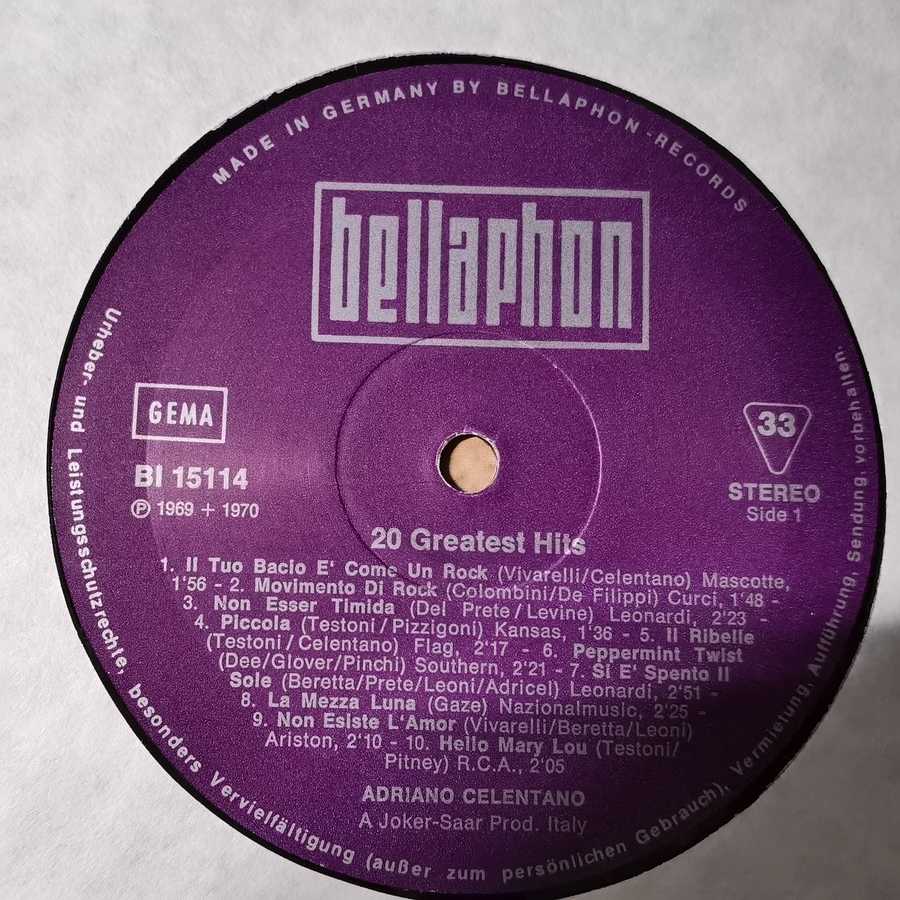 MADE IN GERMANY BY BELLAPHON-RECORDS
bellaphon
GEMA
BI 15114
℗ 1969 + 1970
33
STEREO
Side 1
20 Greatest Hits
1. Il Tuo Bacio E' Come Un Rock (Vivarelli/Celentano) Mascotte,
1'56 - 2. Movimento Di Rock (Colombini/De Filippi) Curci, 1'48 -
3. Non Esser Timida (Del Prete/Levine) Leonardi, 2'23 -
4. Piccola (Testoni/Pizzigoni) Kansas, 1'36 - 5. Il Ribelle
(Testoni/Celentano) Flag, 2'17 - 6. Peppermint Twist
(Dee/Glover/Pinchi) Southern, 2'21 - 7. Si E' Spento Il
Sole (Beretta/Prete/Leoni/Adricel) Leonardi, 2'51 -
8. La Mezza Luna (Gaze) Nazionalmusic, 2'25 -
9. Non Esiste L'Amor (Vivarelli/Beretta/Leoni)
Ariston, 2'10 - 10. Hello Mary Lou (Testoni/
Pitney) R.C.A., 2'05
ADRIANO CELENTANO
A Joker-Saar Prod. Italy
Urheber- und Leistungsschutzrechte, besonders Vervielfältigung (außer zum persönlichen Gebrauch), Vermietung, Aufführung, Sendung vorbehalten.